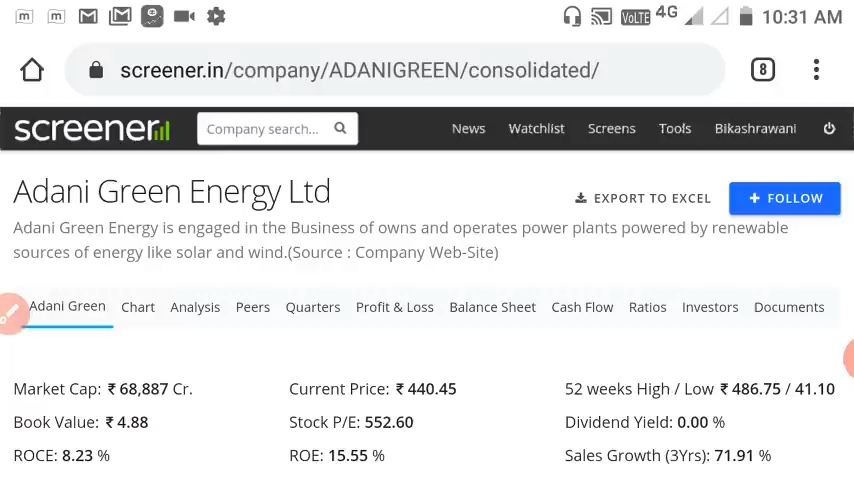 m m M M VoLTE 4G 10:31 AM
screener.in/company/ADANIGREEN/consolidated/ 8
screener Company search... News Watchlist Screens Tools Bikashrawani
Adani Green Energy Ltd EXPORT TO EXCEL + FOLLOW
Adani Green Energy is engaged in the Business of owns and operates power plants powered by renewable
sources of energy like solar and wind.(Source : Company Web-Site)
Adani Green Chart Analysis Peers Quarters Profit & Loss Balance Sheet Cash Flow Ratios Investors Documents
Market Cap: ₹ 68,887 Cr. Current Price: ₹ 440.45 52 weeks High / Low ₹ 486.75 / 41.10
Book Value: ₹ 4.88 Stock P/E: 552.60 Dividend Yield: 0.00 %
ROCE: 8.23 % ROE: 15.55 % Sales Growth (3Yrs): 71.91 %